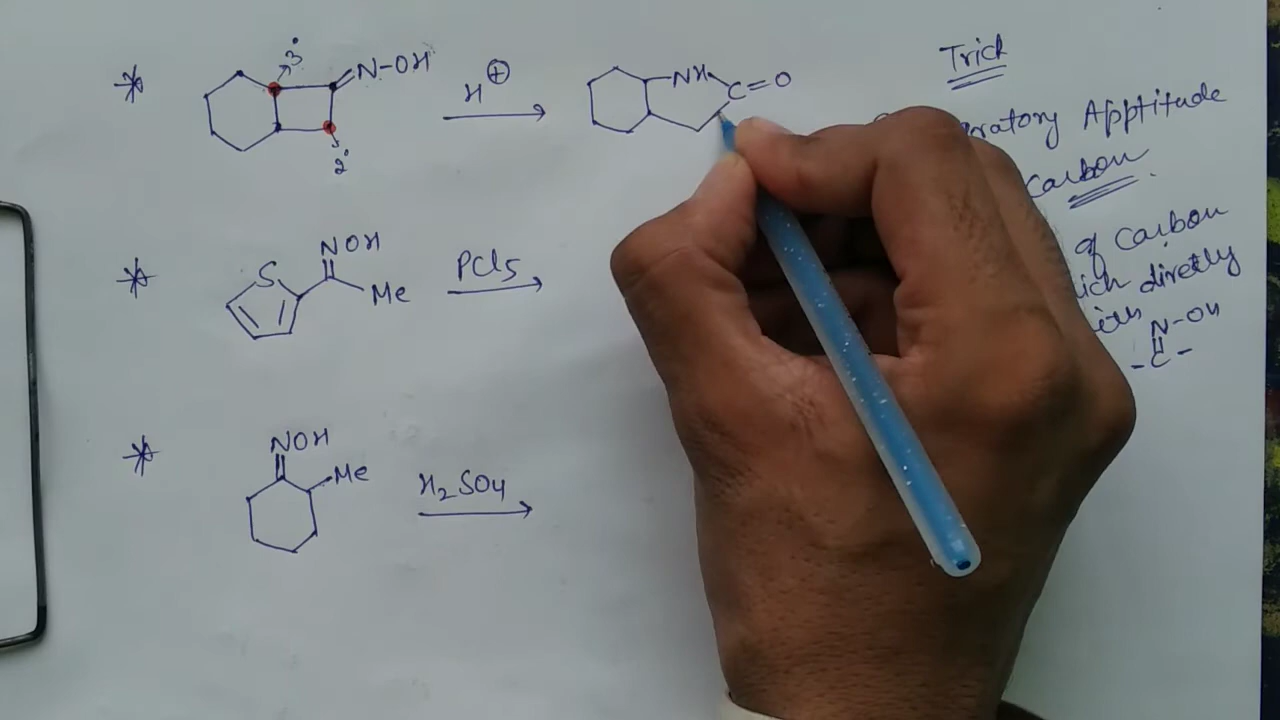 3°
N-OH
H⊕
2°
NH
C=O
Trick
Apptitude
Carbon
of Carbon
directly
N-OH
-C-
S
NOH
Me
PCl5
NOH
Me
H2SO4